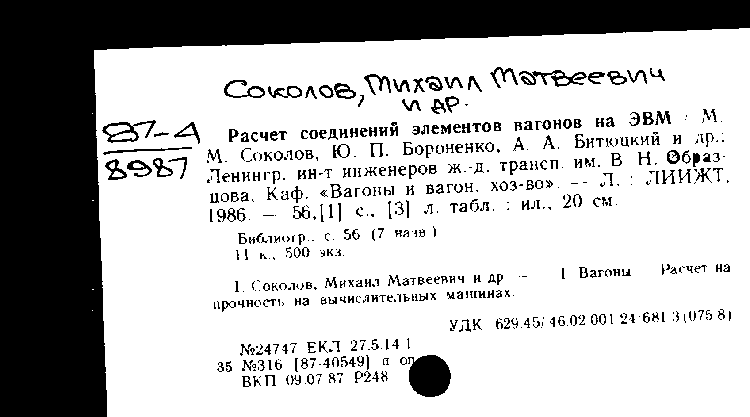 Соколов, Михаил Матвеевич
и др.
87-4
8987
Расчет соединений элементов вагонов на ЭВМ / М.
М. Соколов, Ю. П. Бороненко, А. А. Битюцкий и др.;
Ленингр. ин-т инженеров ж.-д. трансп. им. В. Н. Образ-
цова, Каф. «Вагоны и вагон. хоз-во». — Л. : ЛИИЖТ,
1986. — 56,[1] с., [3] л. табл. : ил., 20 см.
Библиогр.: с. 56 (7 назв.)
11 к., 500 экз.
1. Соколов, Михаил Матвеевич и др. — 1. Вагоны — Расчет на
прочность на вычислительных машинах.
УДК 629.45/.46.02.001.24:681.3(075.8)
№24747 ЕКЛ 27.5.14.1
35 №316 [87-40549] п оп
ВКП 09.07.87 Р248